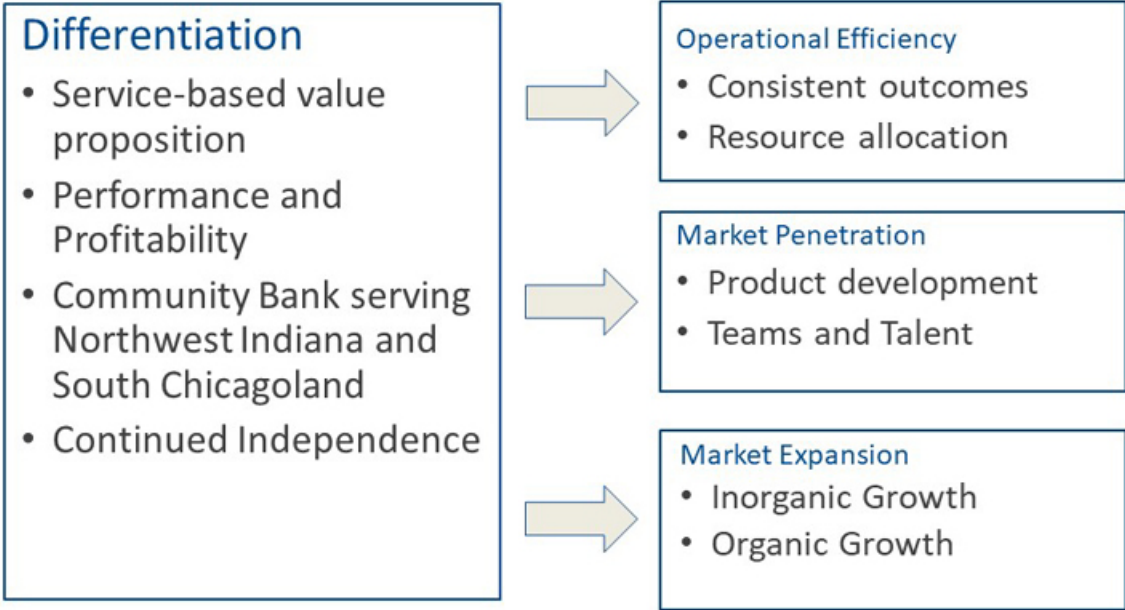 Differentiation
• Service-based value
proposition
• Performance and
Profitability
• Community Bank serving
Northwest Indiana and
South Chicagoland
• Continued Independence
Operational Efficiency
• Consistent outcomes
• Resource allocation
Market Penetration
• Product development
• Teams and Talent
Market Expansion
• Inorganic Growth
• Organic Growth